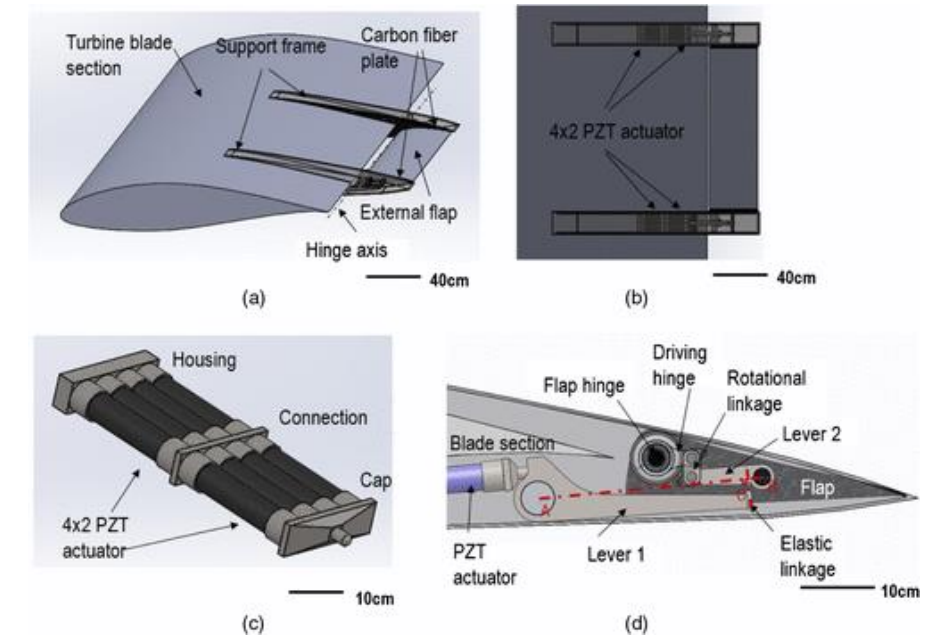 Turbine blade
section
Support frame
Carbon fiber
plate
External flap
Hinge axis
40cm
(a)
4x2 PZT actuator
40cm
(b)
Housing
Connection
Cap
4x2 PZT
actuator
10cm
(c)
Driving
hinge
Flap hinge
Rotational
linkage
Lever 2
Blade section
Flap
A
PZT
actuator
Lever 1
Elastic
linkage
10cm
(d)